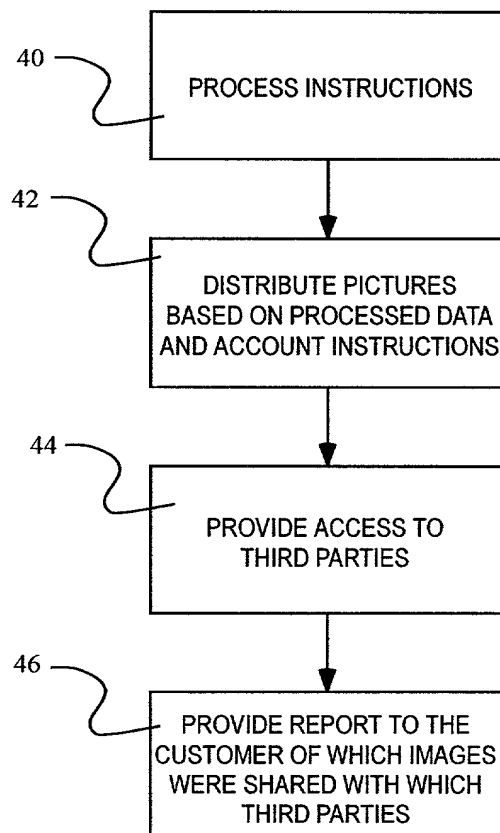 40
PROCESS INSTRUCTIONS
42
DISTRIBUTE PICTURES
BASED ON PROCESSED DATA
AND ACCOUNT INSTRUCTIONS
44
PROVIDE ACCESS TO
THIRD PARTIES
46
PROVIDE REPORT TO THE
CUSTOMER OF WHICH IMAGES
WERE SHARED WITH WHICH
THIRD PARTIES